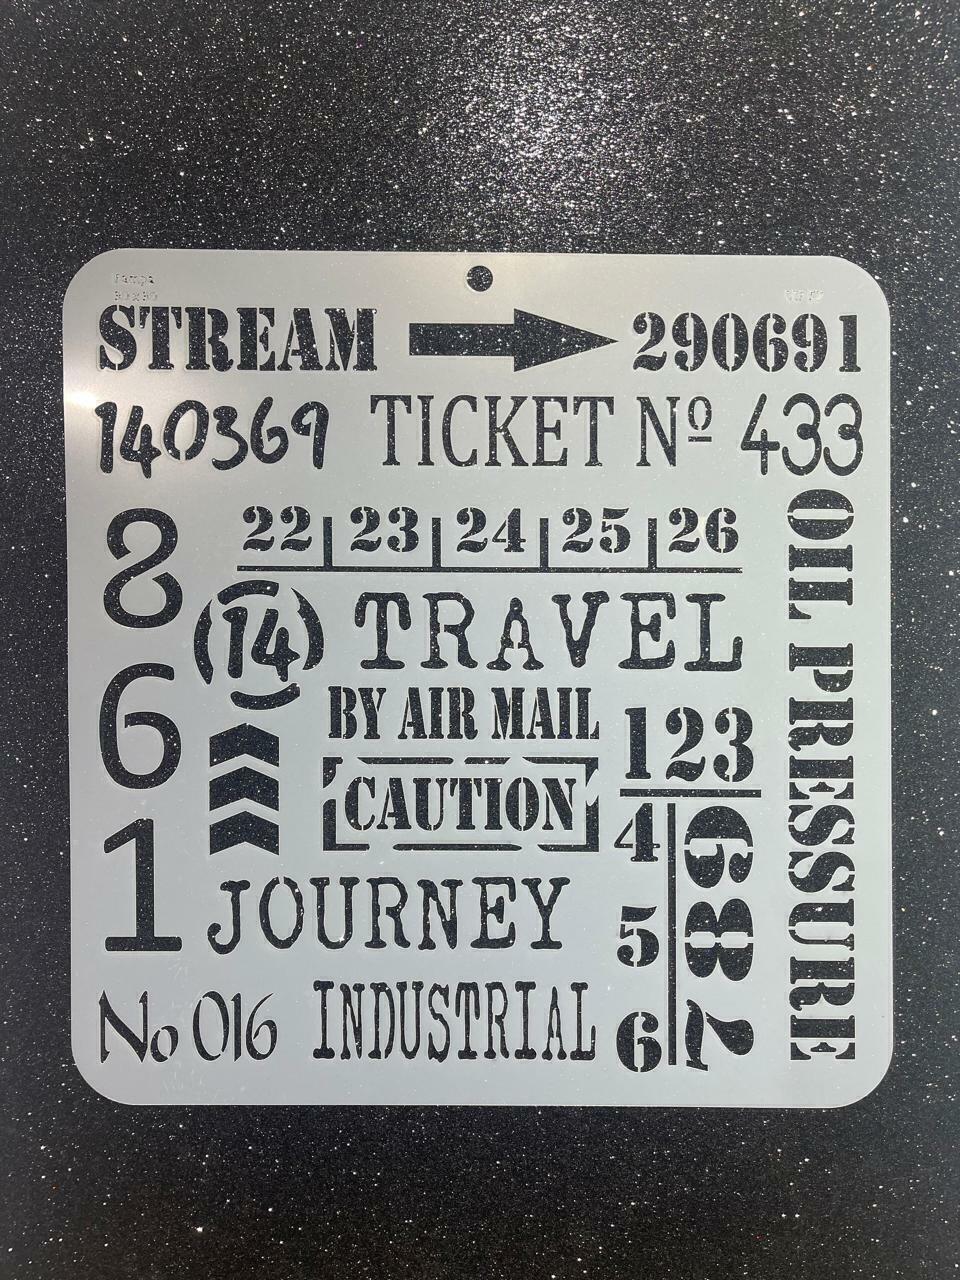 STREAM 290691
140369 TICKET Nº 433
22 23 24 25 26
8
6
1
14
TRAVEL
BY AIR MAIL
CAUTION
JOURNEY
No 016 INDUSTRIAL
123
4
5
6
987
OIL PRESSURE